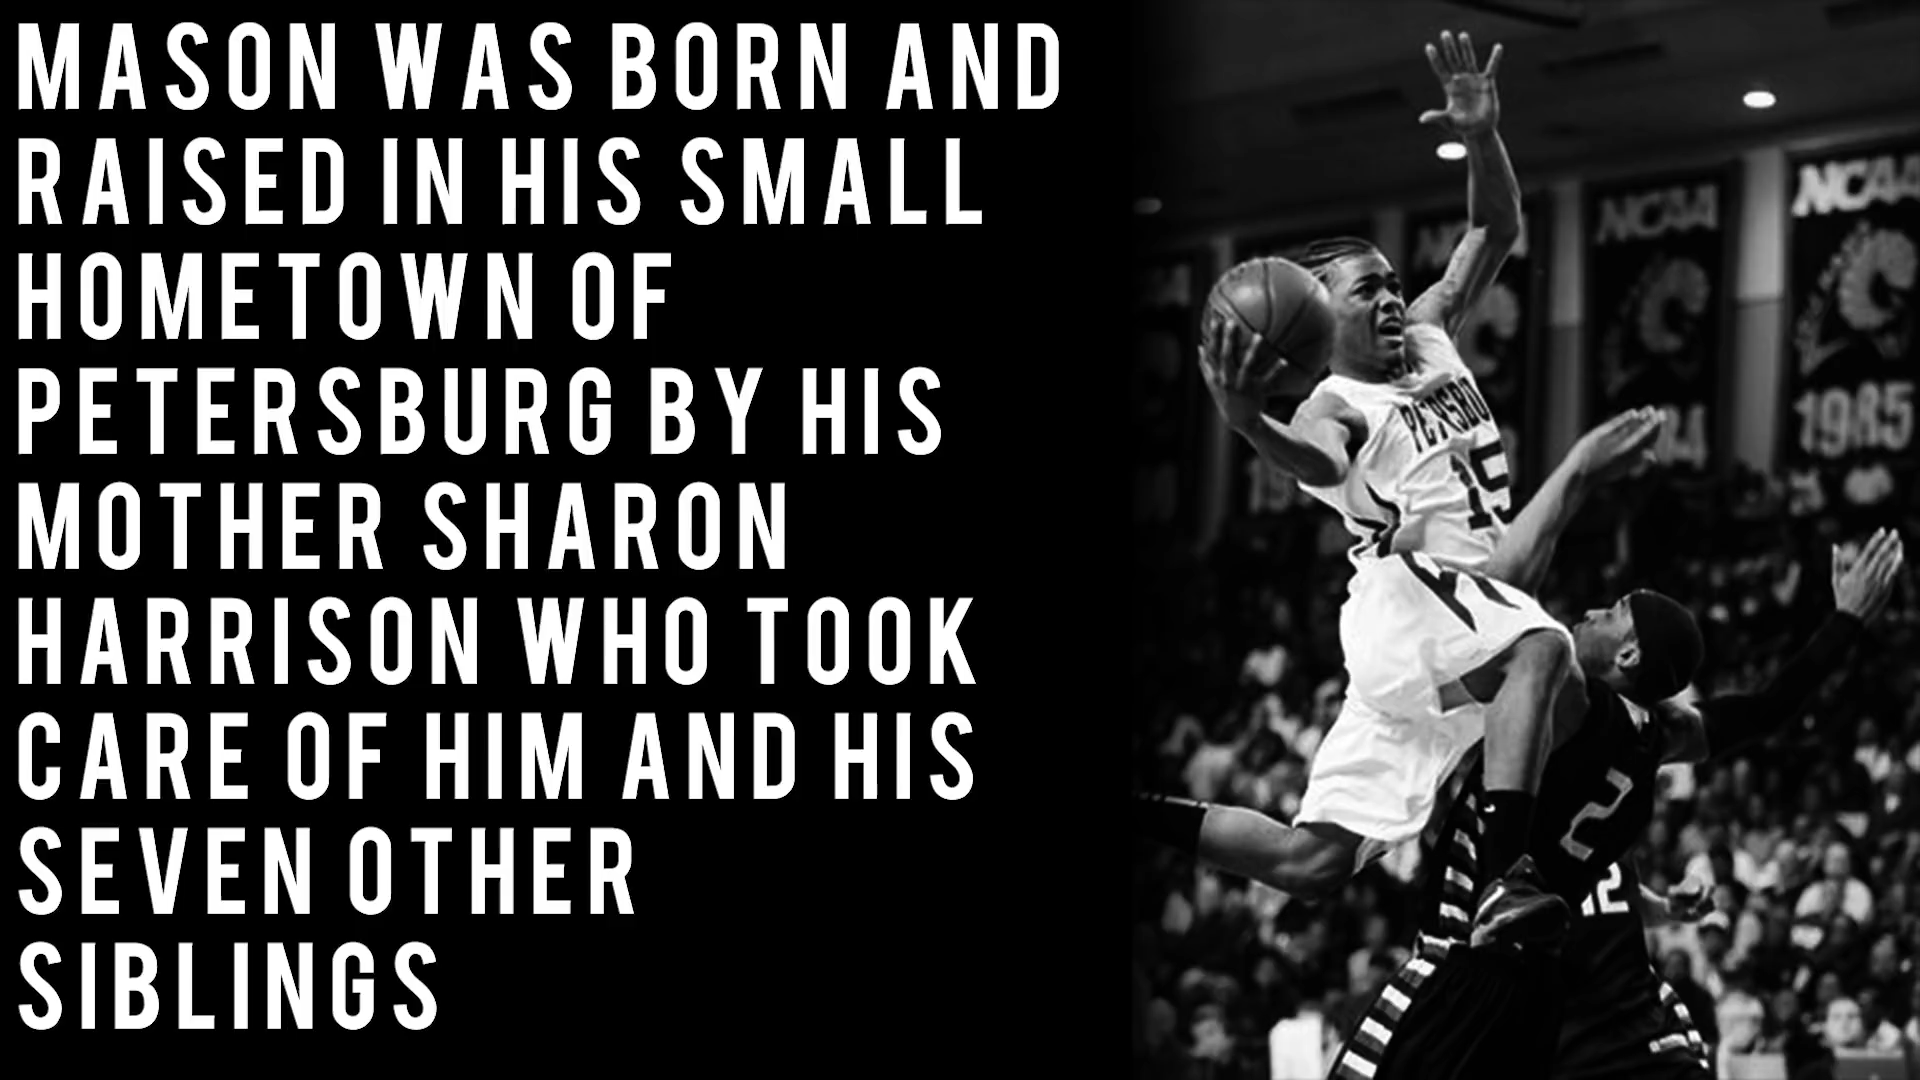 MASON WAS BORN AND
RAISED IN HIS SMALL
HOMETOWN OF
PETERSBURG BY HIS
MOTHER SHARON
HARRISON WHO TOOK
CARE OF HIM AND HIS
SEVEN OTHER
SIBLINGS
NCAA
NCAA
1985
15
2
12